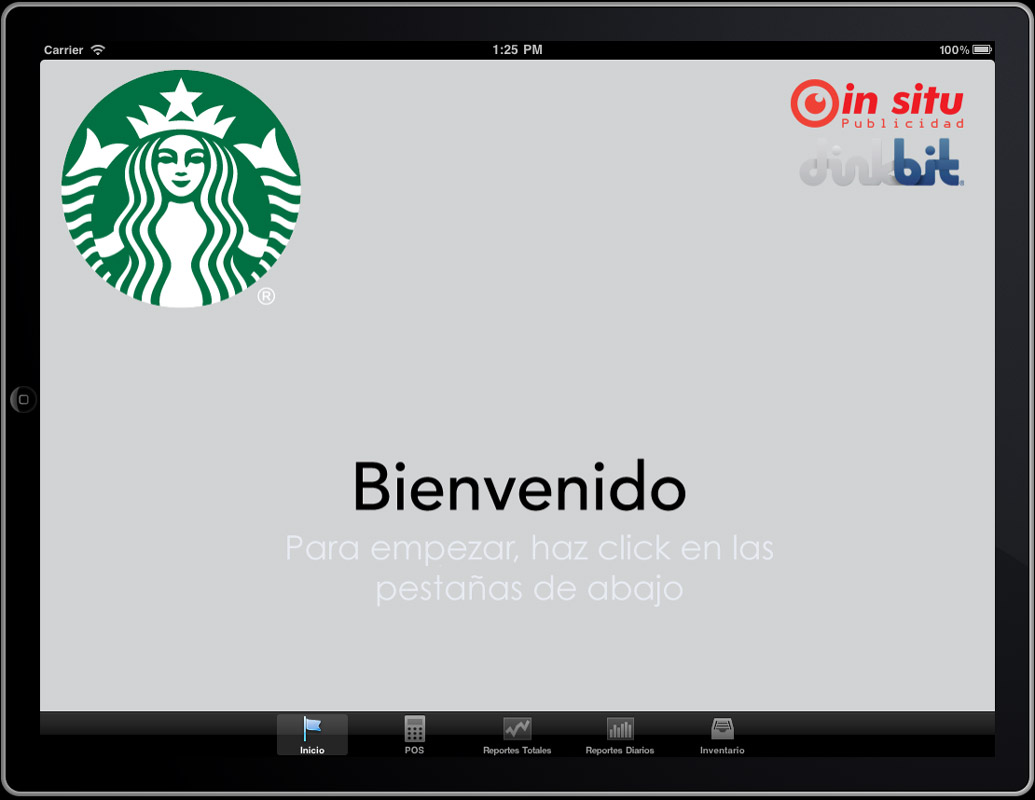 Carrier
1:25 PM
100%
in situ
Publicidad
dinkbit
®
Bienvenido
Para empezar, haz click en las
pestañas de abajo
Inicio
POS
Reportes Totales
Reportes Diarios
Inventario